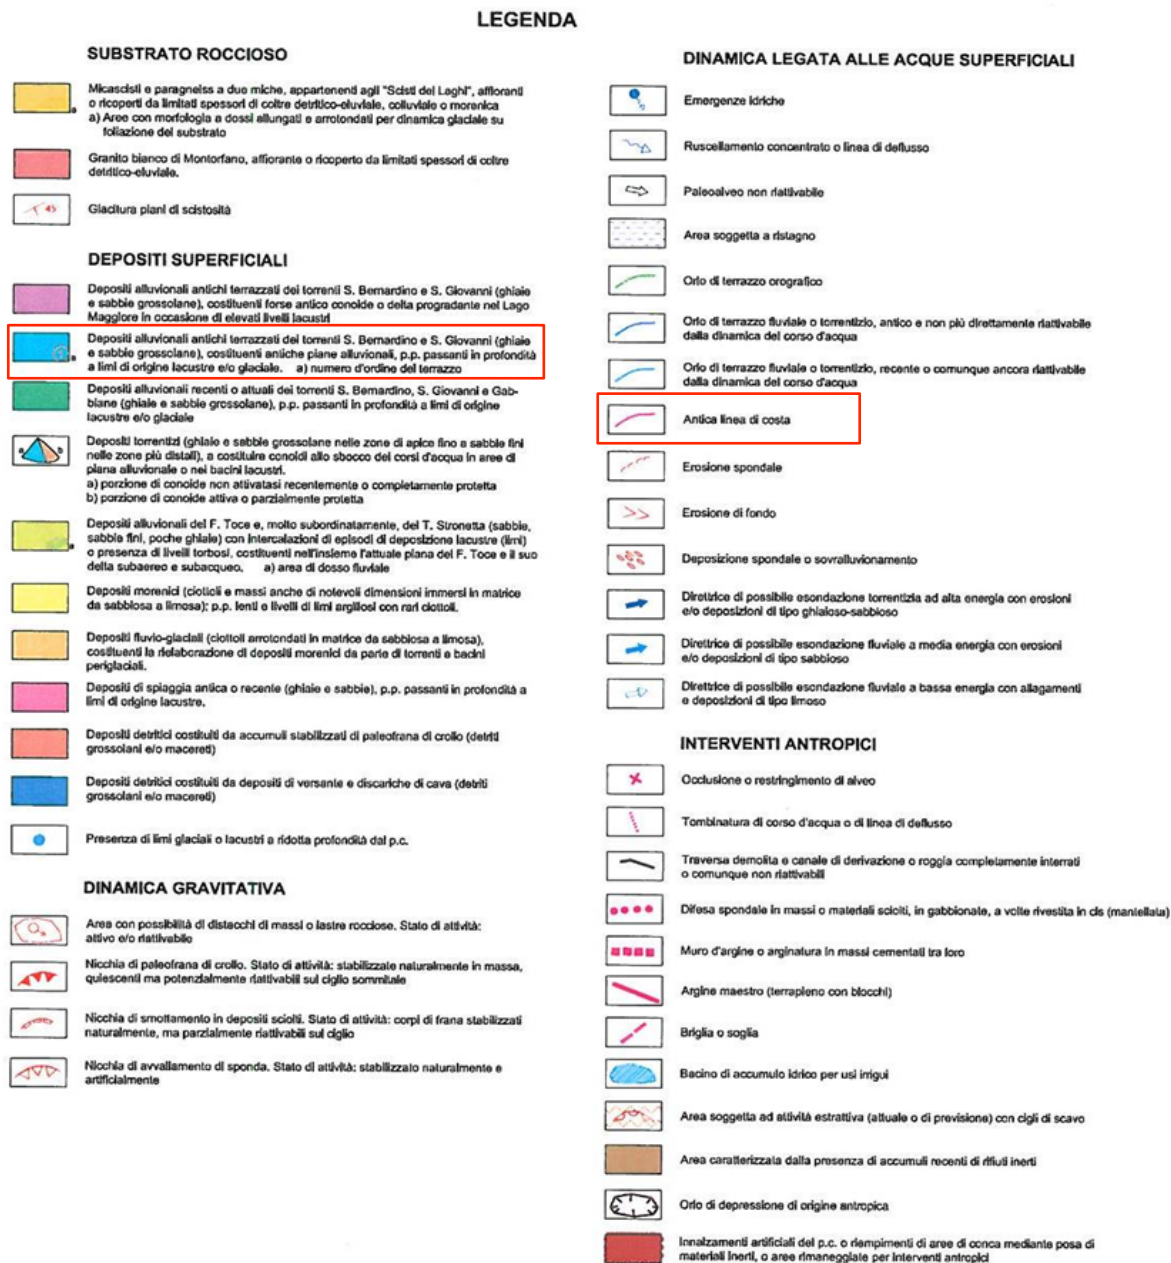 LEGENDA
SUBSTRATO ROCCIOSO
Micascisti e paragneiss a due miche, appartenenti agli "Scisti dei Laghi", affioranti
o ricoperti da limitati spessori di coltre detritico-eluviale, colluviale o morenica
a) Aree con morfologia a dossi allungati e arrotondati per dinamica glaciale su
foliazione del substrato
a
Granito bianco di Montorfano, affiorante o ricoperto da limitati spessori di coltre
detritico-eluviale.
45
Giacitura piani di scistosità
DEPOSITI SUPERFICIALI
Depositi alluvionali antichi terrazzati dei torrenti S. Bernardino e S. Giovanni (ghiaie
e sabbie grossolane), costituenti forse antico conoide o delta progradante nel Lago
Maggiore in occasione di elevati livelli lacustri
Depositi alluvionali antichi terrazzati dei torrenti S. Bernardino e S. Giovanni (ghiaie
e sabbie grossolane), costituenti antiche piane alluvionali, p.p. passanti in profondità
a limi di origine lacustre e/o glaciale. a) numero d'ordine del terrazzo
a
Depositi alluvionali recenti o attuali dei torrenti S. Bernardino, S. Giovanni e Gab-
biane (ghiaie e sabbie grossolane), p.p. passanti in profondità a limi di origine
lacustre e/o glaciale
a b
Depositi torrentizi (ghiaie e sabbie grossolane nelle zone di apice fino a sabbie fini
nelle zone più distali), a costituire conoidi allo sbocco dei corsi d'acqua in aree di
piana alluvionale o nei bacini lacustri.
a) porzione di conoide non attivatasi recentemente o completamente protetta
b) porzione di conoide attiva o parzialmente protetta
Depositi alluvionali del F. Toce e, molto subordinatamente, del T. Stronetta (sabbie,
sabbie fini, poche ghiaie) con intercalazioni di episodi di deposizione lacustre (limi)
o presenza di livelli torbosi, costituenti nell'insieme l'attuale piana del F. Toce e il suo
della subaereo e subacqueo. a) area di dosso fluviale
a
Depositi morenici (ciottoli e massi anche di notevoli dimensioni immersi in matrice
da sabbiosa a limosa); p.p. lenti e livelli di limi argillosi con rari ciottoli.
Depositi fluvio-glaciali (ciottoli arrotondati in matrice da sabbiosa a limosa),
costituenti la rielaborazione di depositi morenici da parte di torrenti e bacini
periglaciali.
Depositi di spiaggia antica o recente (ghiaie e sabbie), p.p. passanti in profondità a
limi di origine lacustre.
Depositi detritici costituiti da accumuli stabilizzati di paleofrana di crollo (detriti
grossolani e/o macereti)
Depositi detritici costituiti da depositi di versante e discariche di cava (detriti
grossolani e/o macereti)
Presenza di limi glaciali o lacustri a ridotta profondità dal p.c.
DINAMICA GRAVITATIVA
Area con possibilità di distacchi di massi o lastre rocciose. Stato di attività:
attivo e/o riattivabile
Nicchia di paleofrana di crollo. Stato di attività: stabilizzate naturalmente in massa,
quiescenti ma potenzialmente riattivabili sul ciglio sommitale
Nicchia di smottamento in depositi sciolti. Stato di attività: corpi di frana stabilizzati
naturalmente, ma parzialmente riattivabili sul ciglio
Nicchia di avvallamento di sponda. Stato di attività: stabilizzato naturalmente e
artificialmente
DINAMICA LEGATA ALLE ACQUE SUPERFICIALI
Emergenze idriche
Ruscellamento concentrato o linea di deflusso
Paleoalveo non riattivabile
Area soggetta a ristagno
Orlo di terrazzo orografico
Orlo di terrazzo fluviale o torrentizio, antico e non più direttamente riattivabile
dalla dinamica del corso d'acqua
Orlo di terrazzo fluviale o torrentizio, recente o comunque ancora riattivabile
dalla dinamica del corso d'acqua
Antica linea di costa
Erosione spondale
Erosione di fondo
Deposizione spondale o sovralluvionamento
Direttrice di possibile esondazione torrentizia ad alta energia con erosioni
e/o deposizioni di tipo ghiaioso-sabbioso
Direttrice di possibile esondazione fluviale a media energia con erosioni
e/o deposizioni di tipo sabbioso
Direttrice di possibile esondazione fluviale a bassa energia con allagamenti
e deposizioni di tipo limoso
INTERVENTI ANTROPICI
Occlusione o restringimento di alveo
Tombinatura di corso d'acqua o di linea di deflusso
Traversa demolita e canale di derivazione o roggia completamente interrati
o comunque non riattivabili
Difesa spondale in massi o materiali sciolti, in gabbionate, a volte rivestita in cls (mantellata)
Muro d'argine o arginatura in massi cementati tra loro
Argine maestro (terrapieno con blocchi)
Briglia o soglia
Bacino di accumulo idrico per usi irrigui
Area soggetta ad attività estrattiva (attuale o di previsione) con cigli di scavo
Area caratterizzata dalla presenza di accumuli recenti di rifiuti inerti
Orlo di depressione di origine antropica
Innalzamenti artificiali del p.c. o riempimenti di aree di conca mediante posa di
materiali inerti, o aree rimaneggiate per interventi antropici